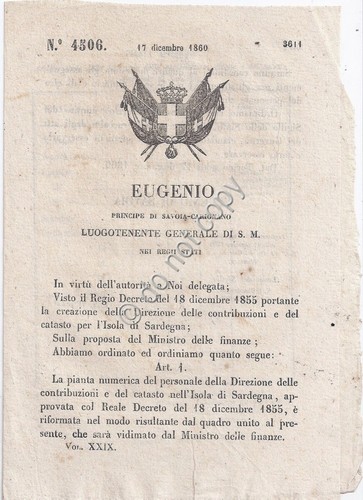 N.º 4506. 17 dicembre 1860 3611
EUGENIO
PRINCIPE DI SAVOIA-CARIGNANO
LUOGOTENENTE GENERALE DI S. M.
NEI REGII STATI
In virtù dell'autorità a Noi delegata;
Visto il Regio Decreto del 18 dicembre 1855 portante
la creazione della Direzione delle contribuzioni e del
catasto per l'Isola di Sardegna;
Sulla proposta del Ministro delle finanze;
Abbiamo ordinato ed ordiniamo quanto segue:
Art. 1.
La pianta numerica del personale della Direzione delle
contribuzioni e del catasto nell'Isola di Sardegna, ap-
provata col Reale Decreto del 18 dicembre 1855, è
riformata nel modo risultante dal quadro unito al pre-
sente, che sarà vidimato dal Ministro delle finanze.
VOL. XXIX.
© do not copy